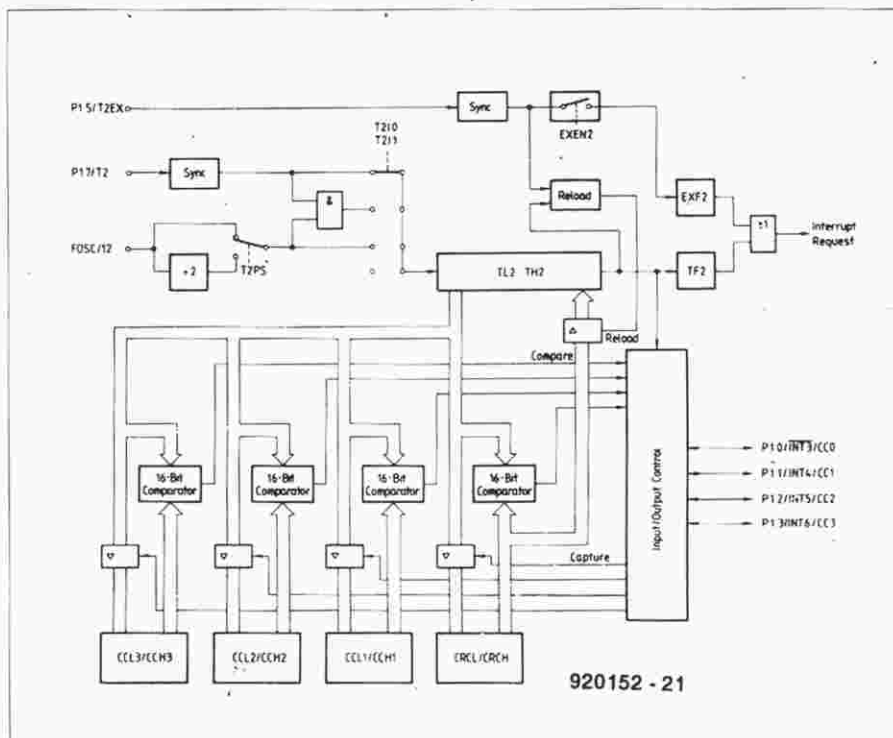 P1 5/T2EX
Sync
EXEN2
T2I0
T2I1
P17/T2
Sync
&
Reload
EXF2
≥1
Interrupt
Request
FOSC/12
÷2
T2PS
TL2 TH2
TF2
Reload
Compare
16-Bit
Comparator
16-Bit
Comparator
16-Bit
Comparator
16-Bit
Comparator
Input/Output Control
P1 0/INT3/CC0
P1 1/INT4/CC1
P1 2/INT5/CC2
P1 3/INT6/CC3
Capture
CCL3/CCH3
CCL2/CCH2
CCL1/CCH1
CRCL/CRCH
920152 - 21